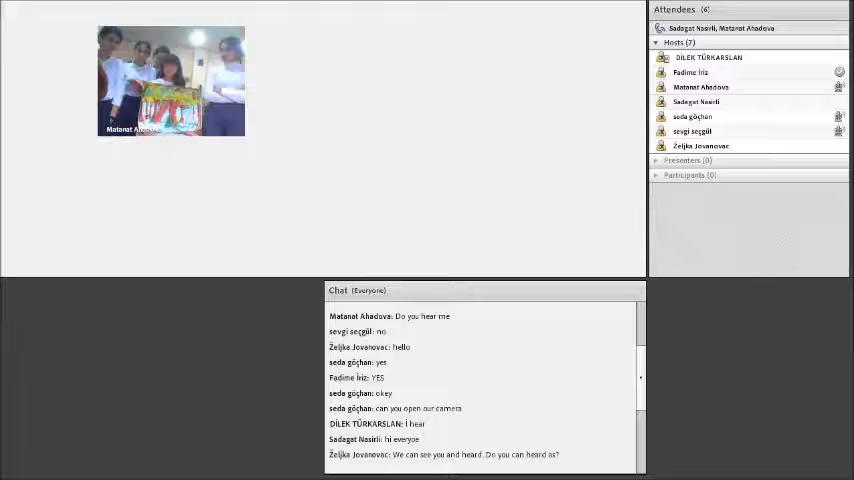 Attendees (6)
Sadagat Nasirli, Matanat Ahadova
Hosts (7)
DİLEK TÜRKARSLAN
Fadime İriz
Matanat Ahadova
Sadagat Nasirli
seda göçhan
sevgi seçgül
Željka Jovanovac
Presenters (0)
Participants (0)
Matanat Ahadova
Chat (Everyone)
Matanat Ahadova: Do you hear me
sevgi seçgül: no
Željka Jovanovac: hello
seda göçhan: yes
Fadime İriz: YES
seda göçhan: okey
seda göçhan: can you open our camera
DİLEK TÜRKARSLAN: İ hear
Sadagat Nasirli: hi everyoe
Željka Jovanovac: We can see you and heard. Do you can heard as?